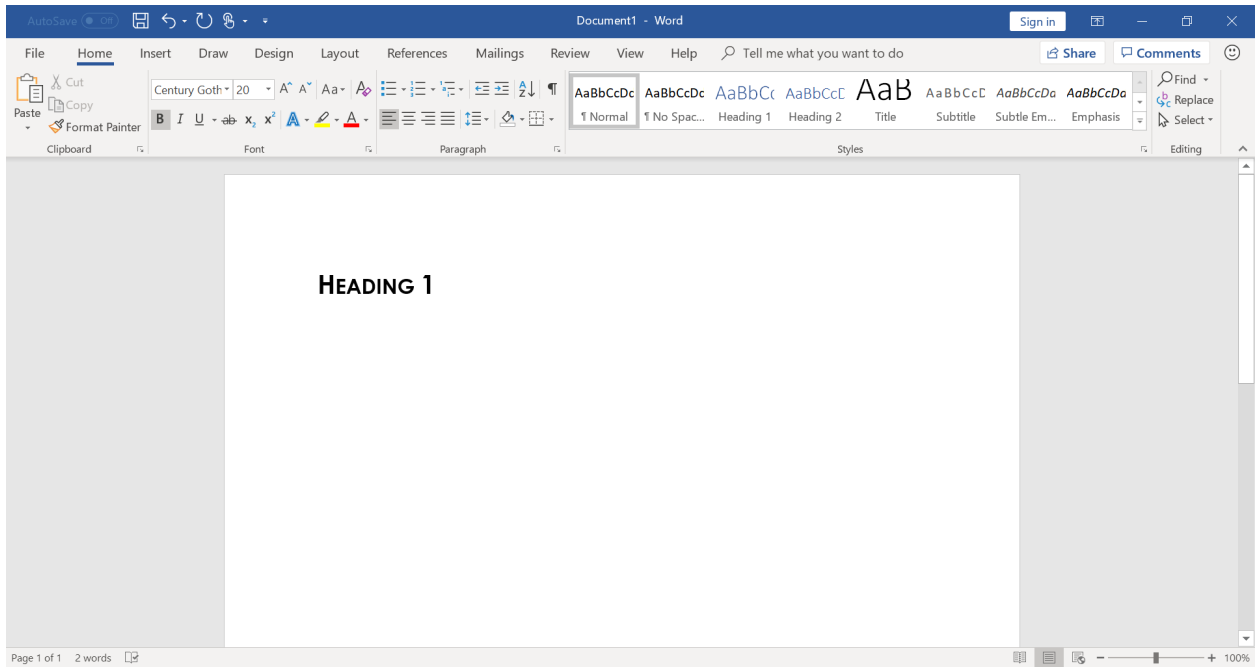 AutoSave Off Document1 - Word Sign in
File Home Insert Draw Design Layout References Mailings Review View Help Tell me what you want to do Share Comments
Paste
Cut
Copy
Format Painter
Clipboard
Century Goth 20 A^ A˅ Aa A
B I U ab x₂ x² A A
Font
Paragraph
AaBbCcDc AaBbCcDc AaBbCc AaBbCcD AaB AaBbCcD AaBbCcDa AaBbCcDa
¶ Normal ¶ No Spac... Heading 1 Heading 2 Title Subtitle Subtle Em... Emphasis
Styles
Find
Replace
Select
Editing
HEADING 1
Page 1 of 1 2 words 100%